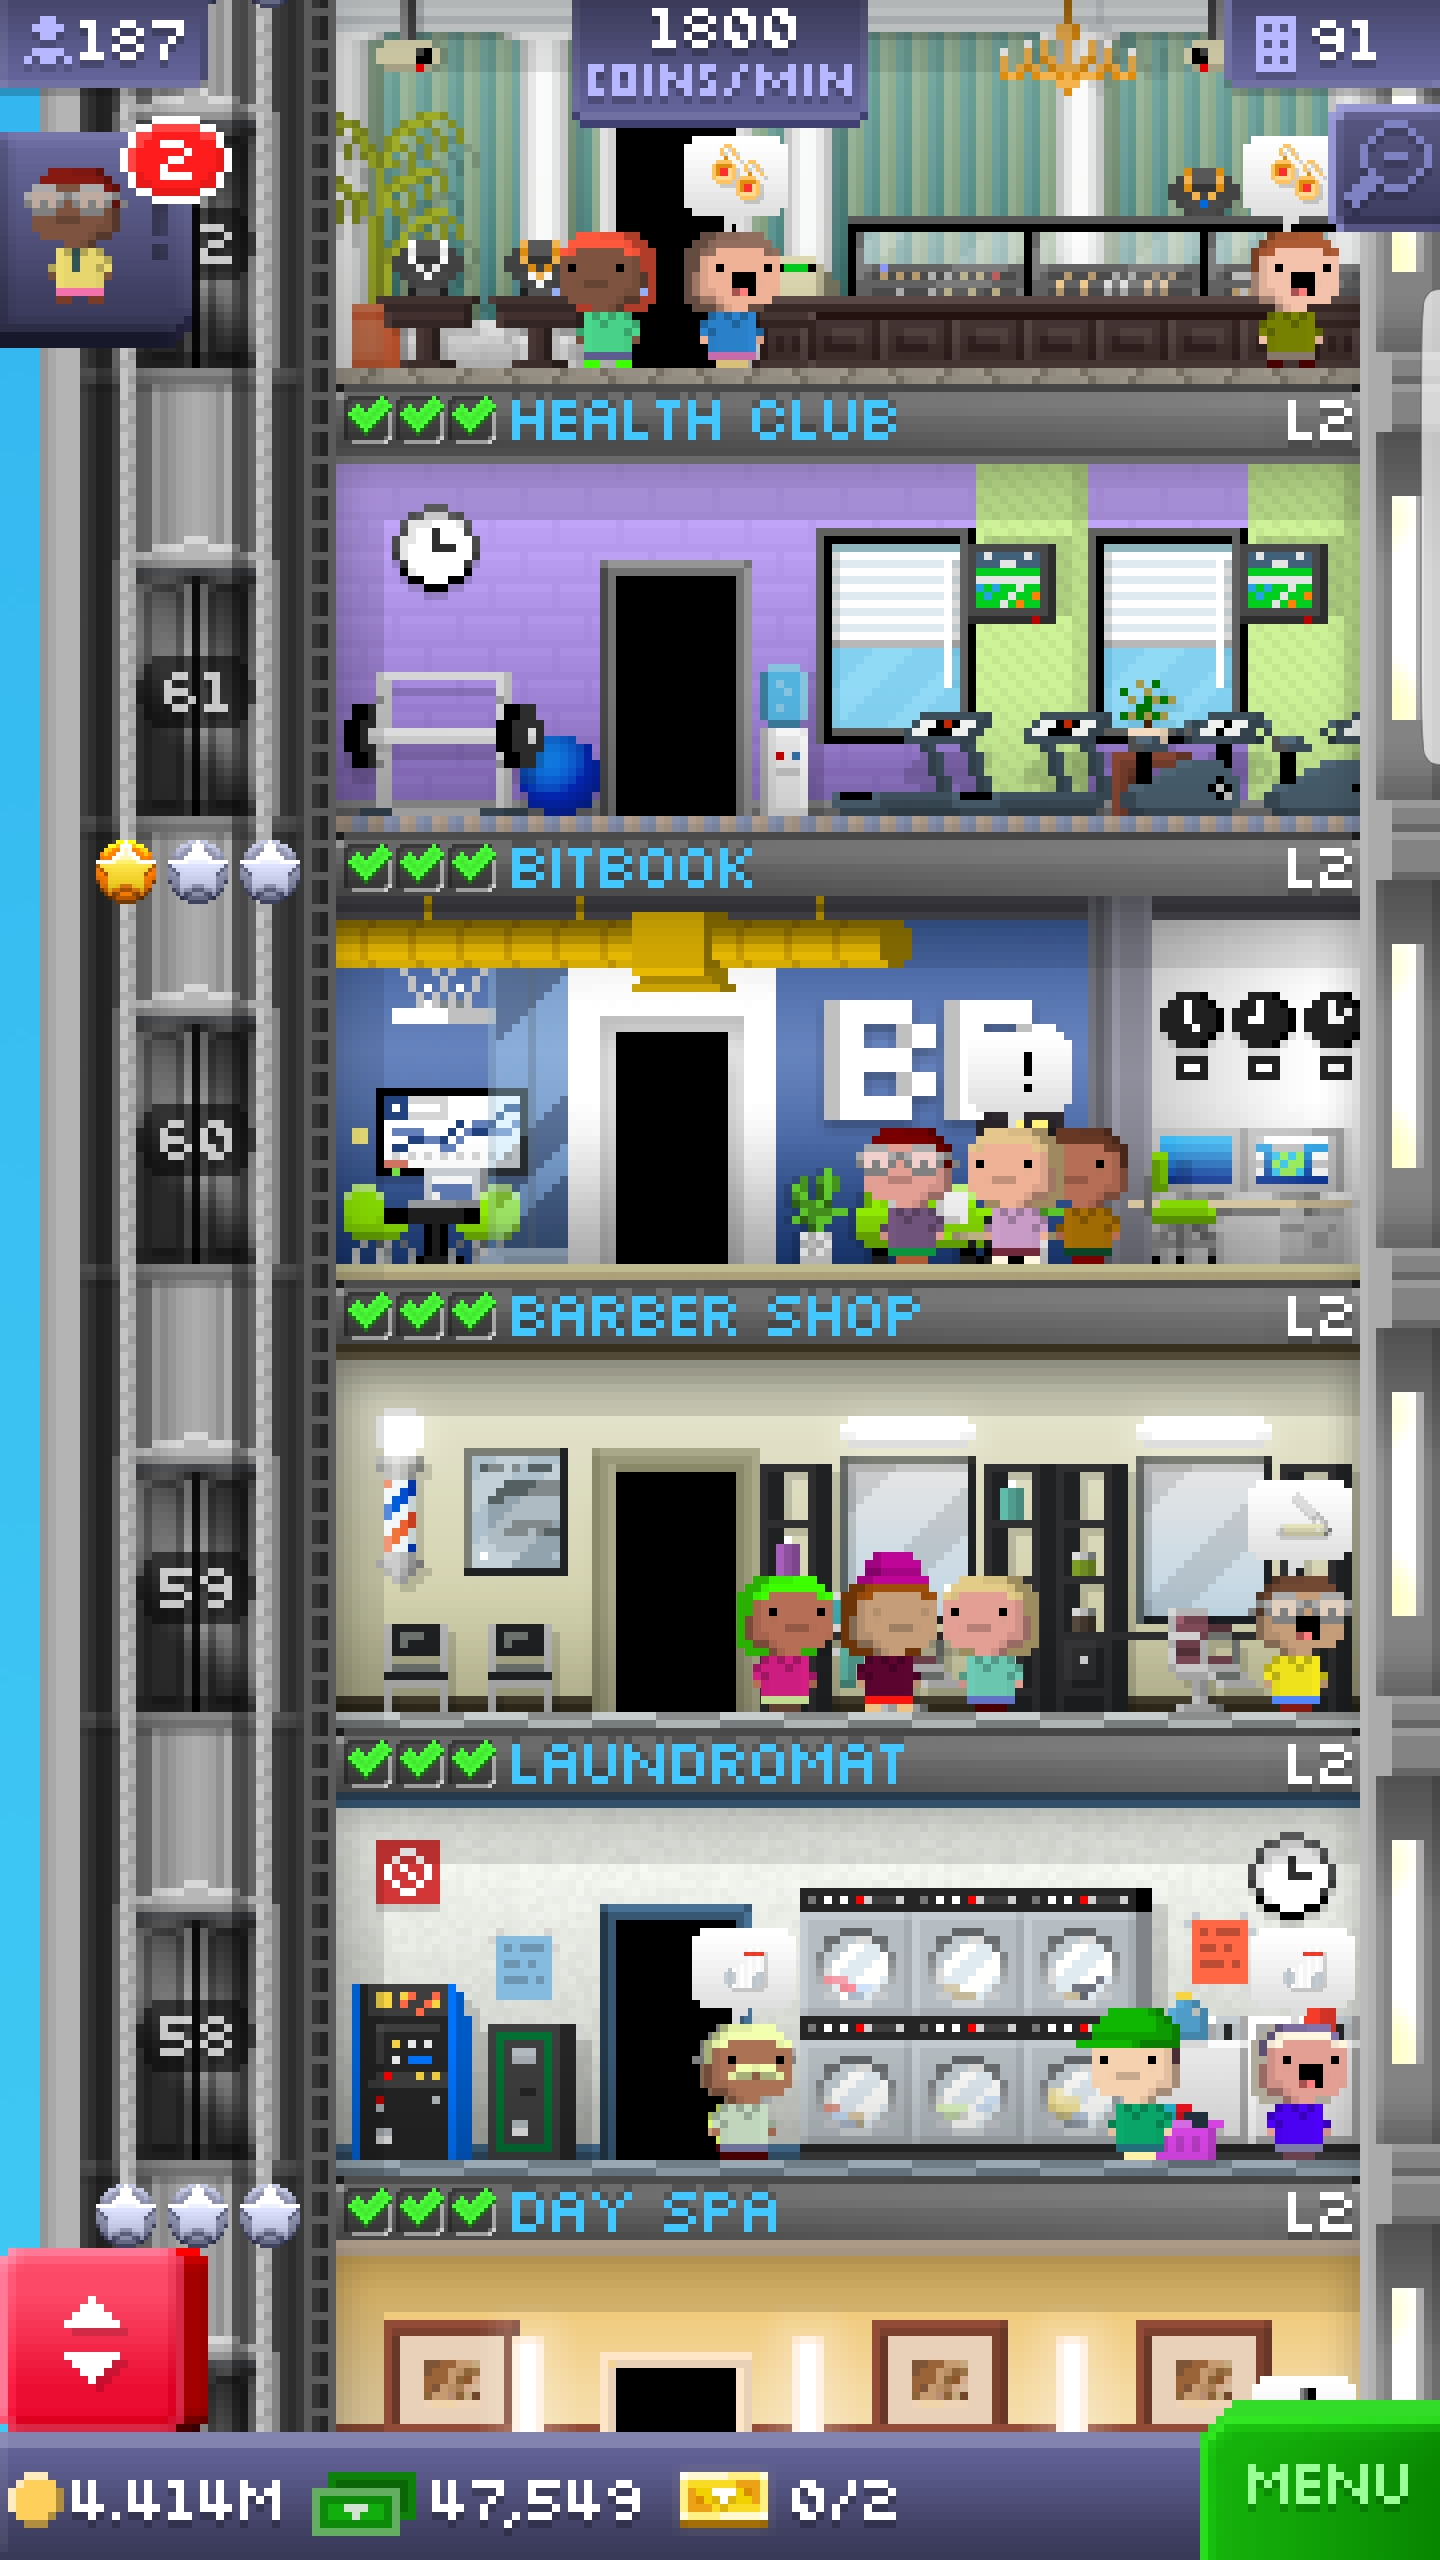 187
1800
COINS/MIN
91
2
2
HEALTH CLUB L2
61
BITBOOK L2
60
B
!
BARBER SHOP L2
59
LAUNDROMAT L2
58
DAY SPA L2
4.414M 47,549 0/2
MENU